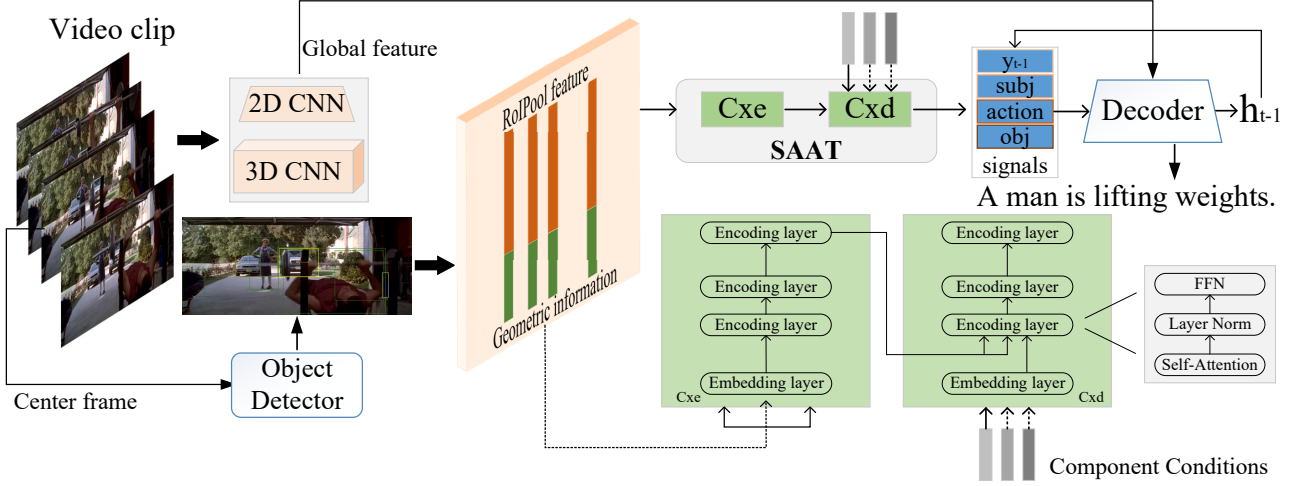 Video clip
Global feature
2D CNN
3D CNN
Center frame
Object
Detector
RoIPool feature
Geometric information
Cxe
Cxd
SAAT
yt-1
subj
action
obj
signals
Decoder
ht-1
A man is lifting weights.
Encoding layer
Encoding layer
Encoding layer
Embedding layer
Cxe
Encoding layer
Encoding layer
Encoding layer
Embedding layer
Cxd
FFN
Layer Norm
Self-Attention
Component Conditions